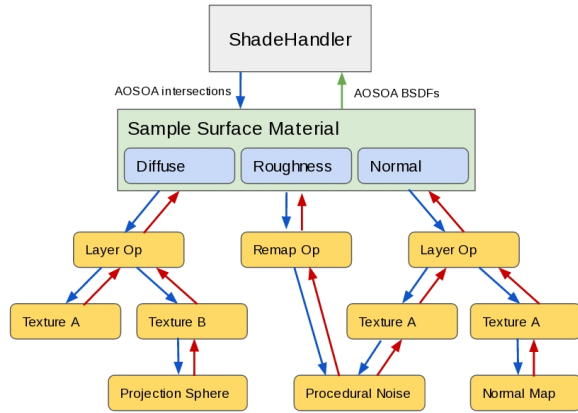 ShadeHandler
AOSOA intersections
AOSOA BSDFs
Sample Surface Material
Diffuse
Roughness
Normal
Layer Op
Remap Op
Layer Op
Texture A
Texture B
Texture A
Texture A
Projection Sphere
Procedural Noise
Normal Map